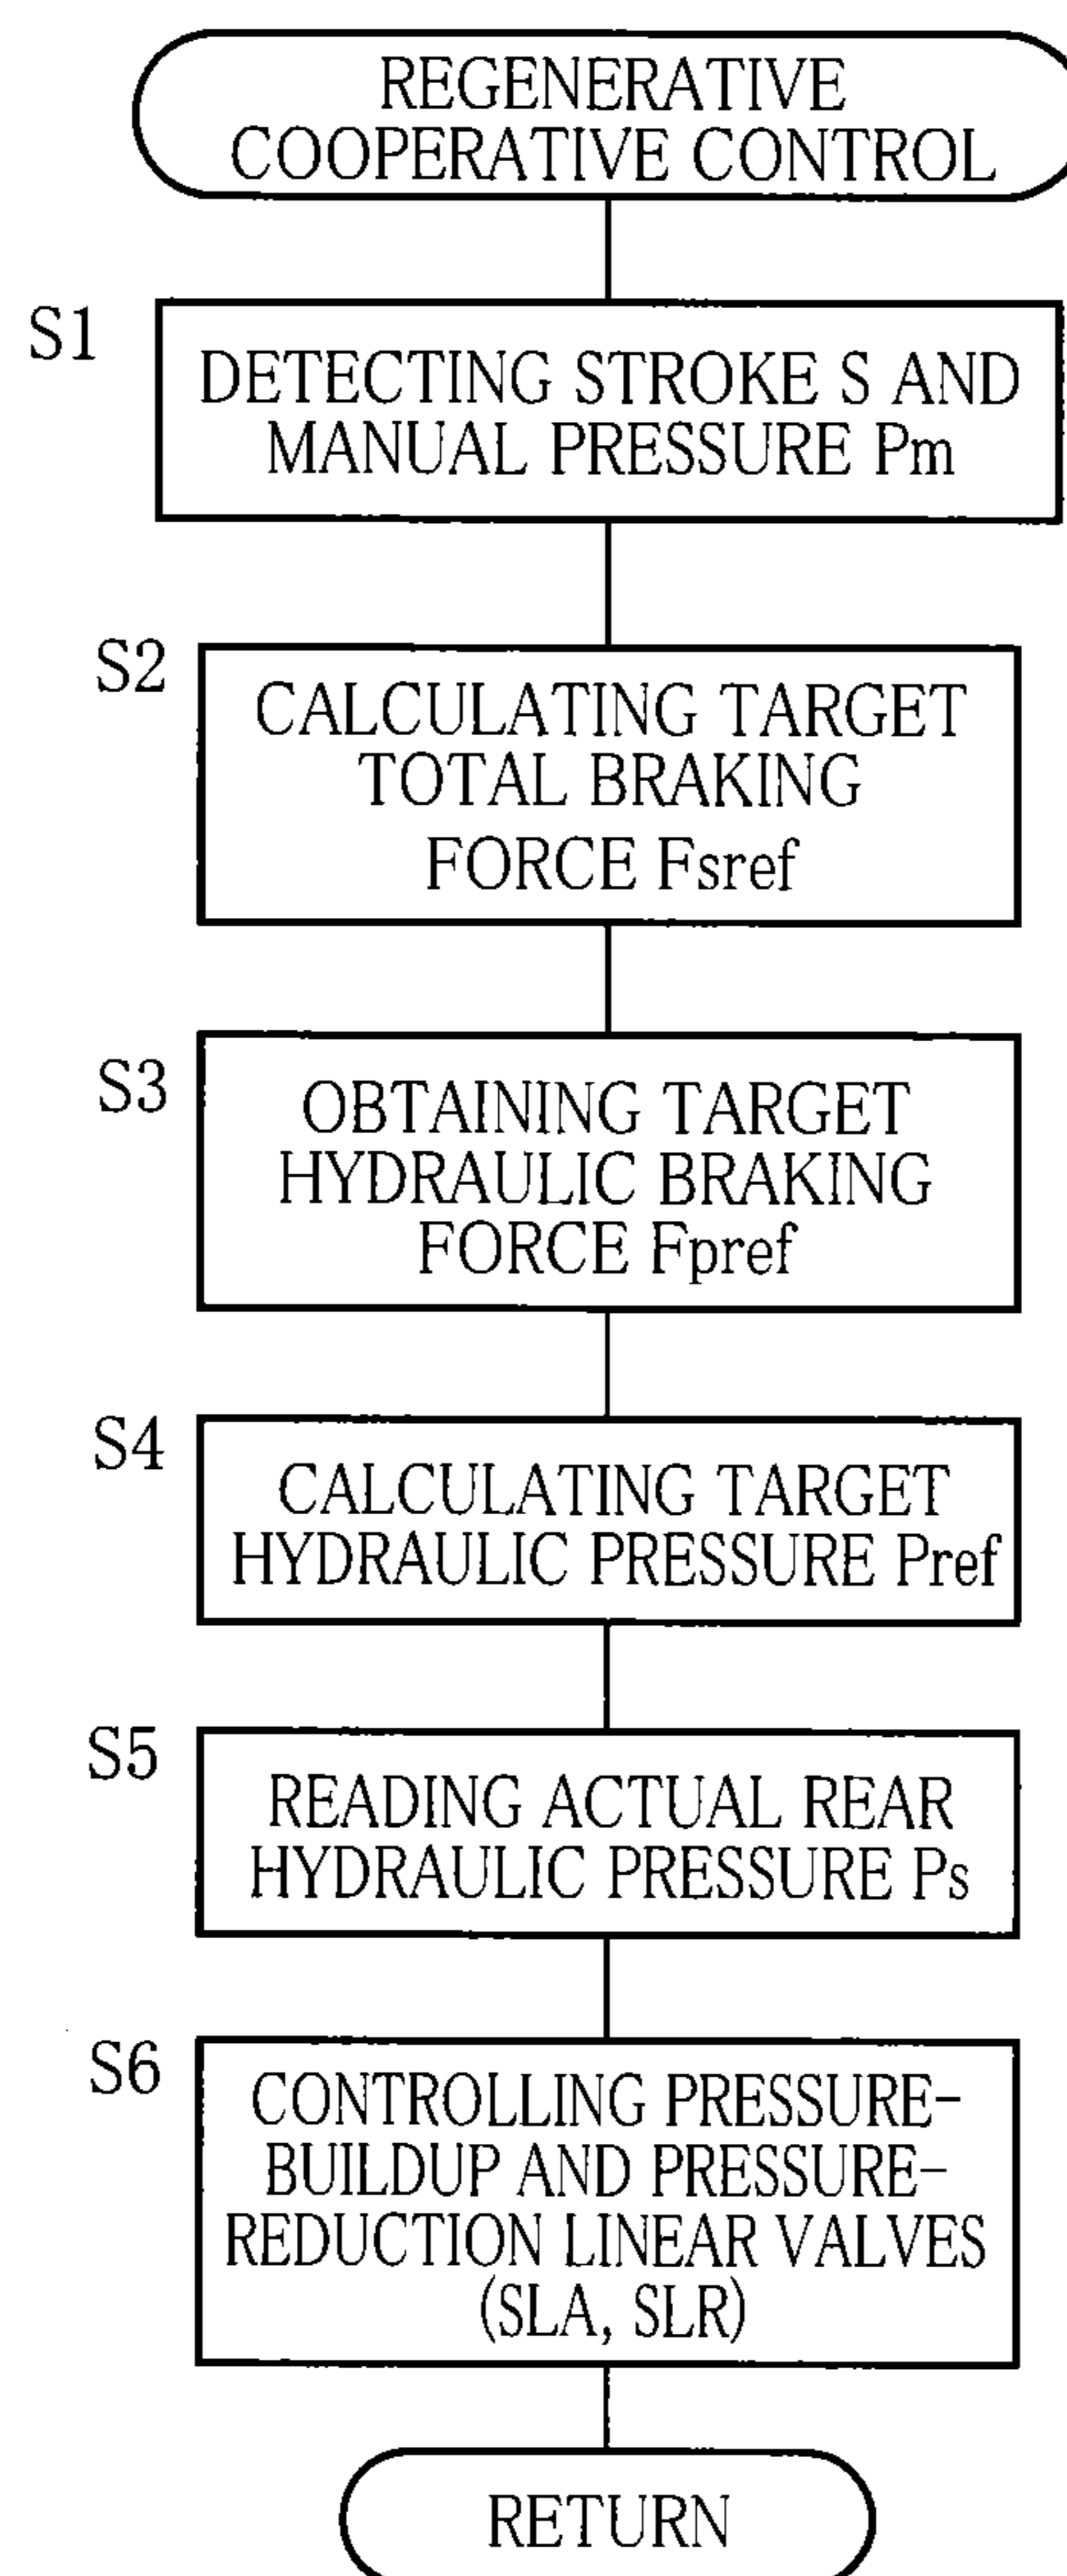 REGENERATIVE
COOPERATIVE CONTROL
S1
DETECTING STROKE S AND
MANUAL PRESSURE Pm
S2
CALCULATING TARGET
TOTAL BRAKING
FORCE Fsref
S3
OBTAINING TARGET
HYDRAULIC BRAKING
FORCE Fpref
S4
CALCULATING TARGET
HYDRAULIC PRESSURE Pref
S5
READING ACTUAL REAR
HYDRAULIC PRESSURE Ps
S6
CONTROLLING PRESSURE-
BUILDUP AND PRESSURE-
REDUCTION LINEAR VALVES
(SLA, SLR)
RETURN